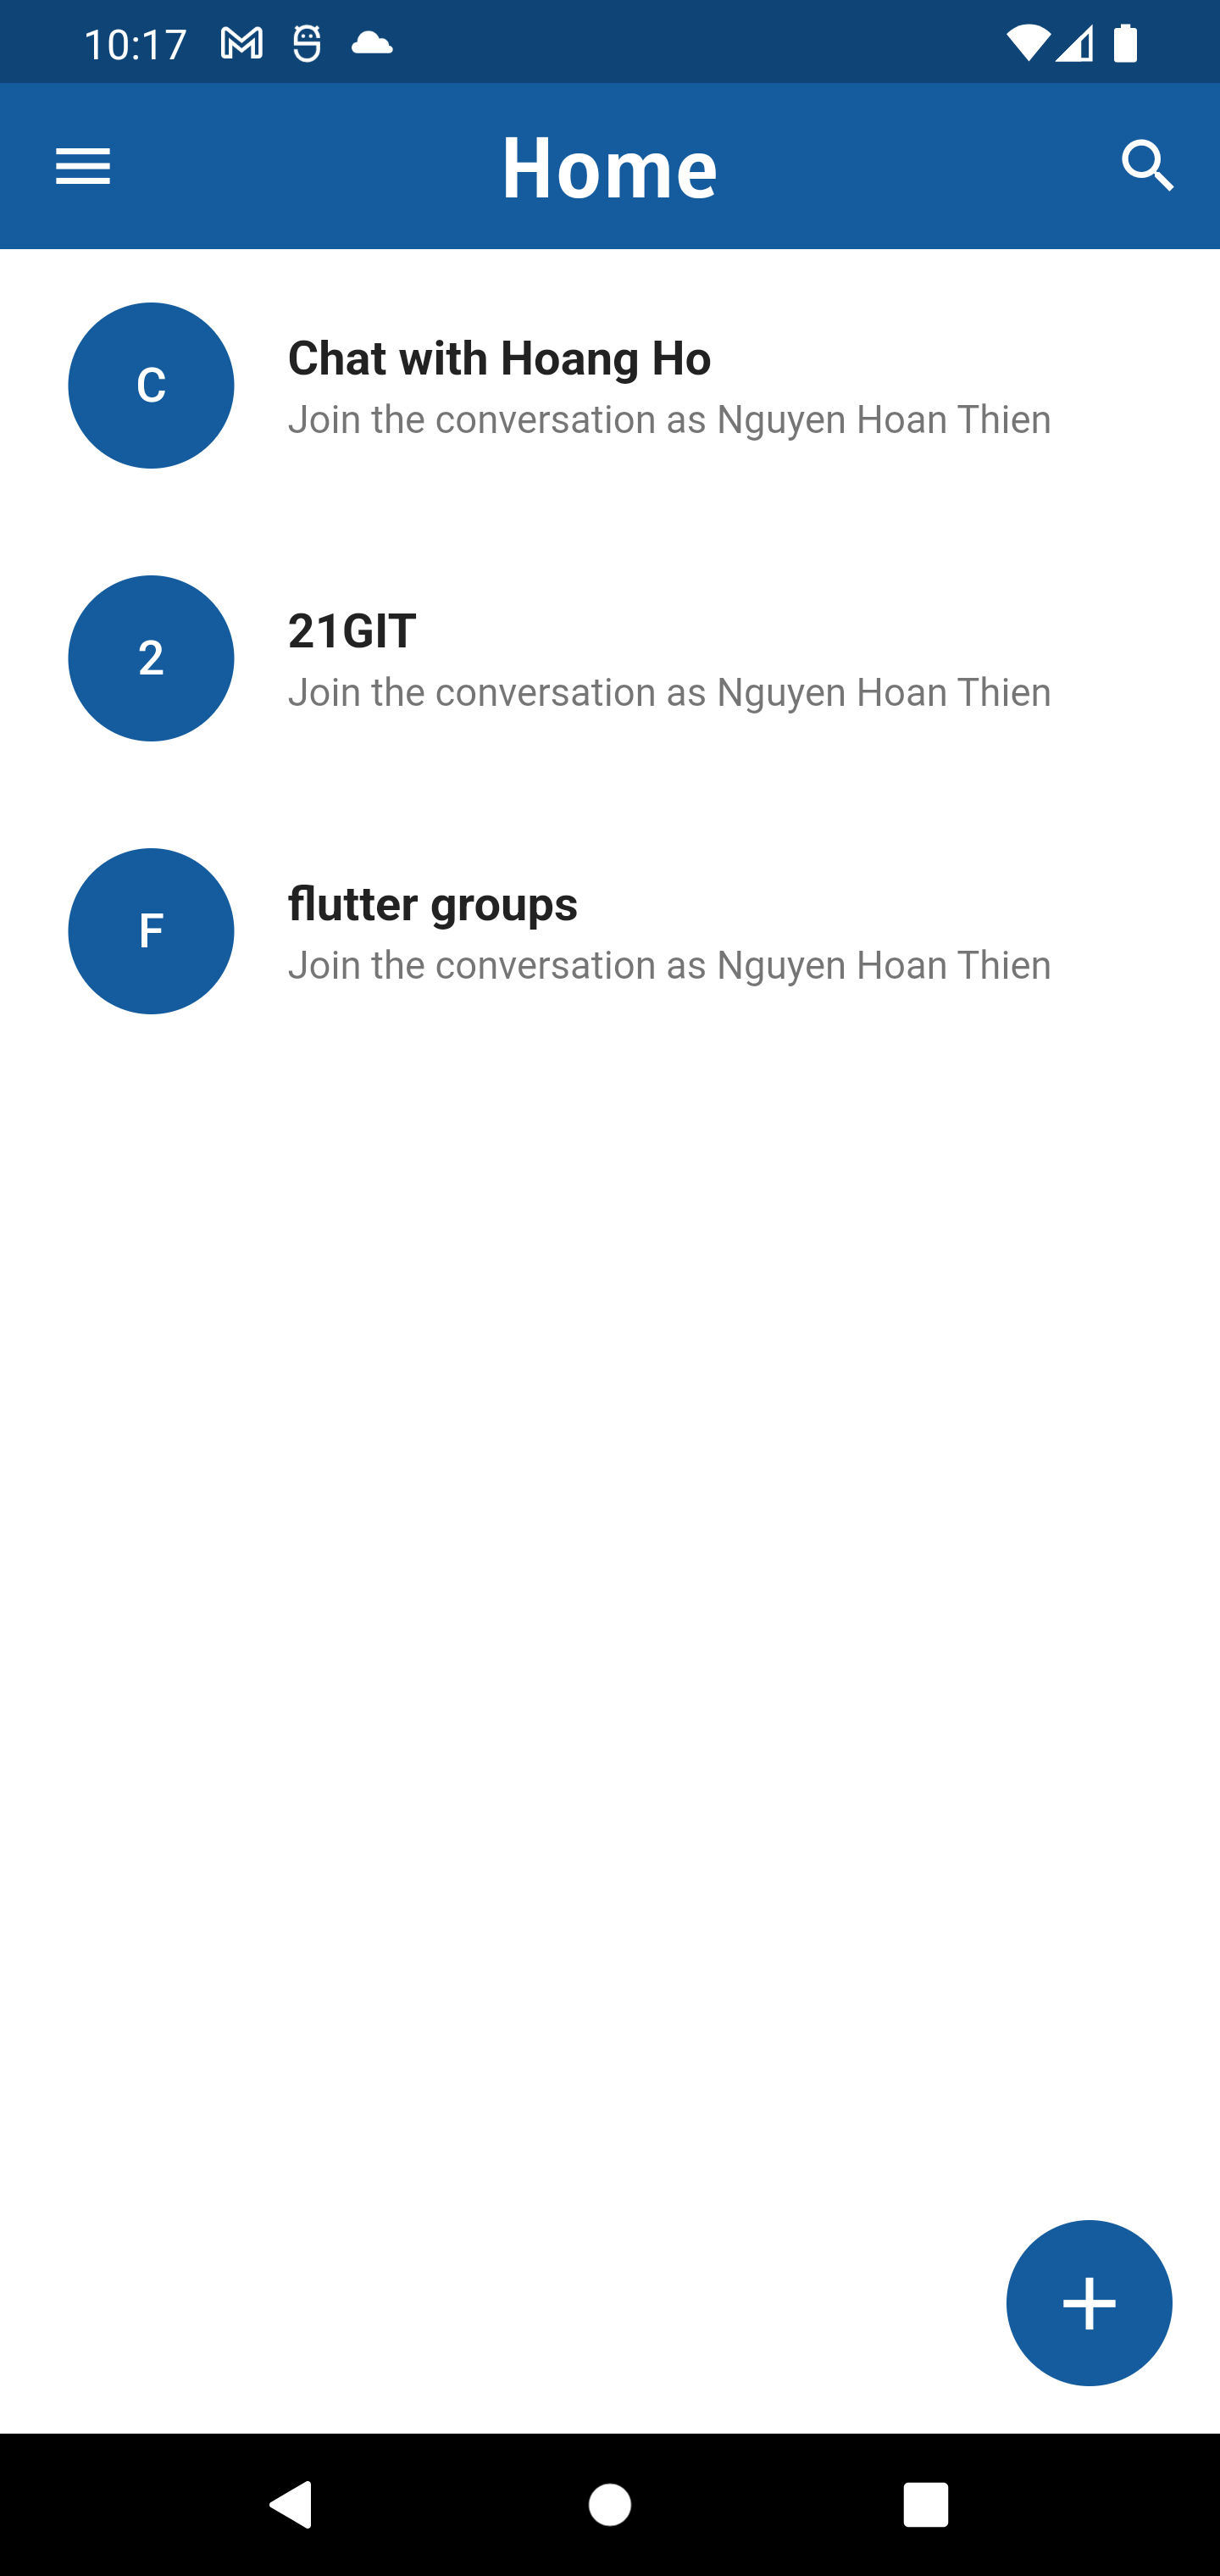 10:17
Home
C
Chat with Hoang Ho
Join the conversation as Nguyen Hoan Thien
2
21GIT
Join the conversation as Nguyen Hoan Thien
F
flutter groups
Join the conversation as Nguyen Hoan Thien